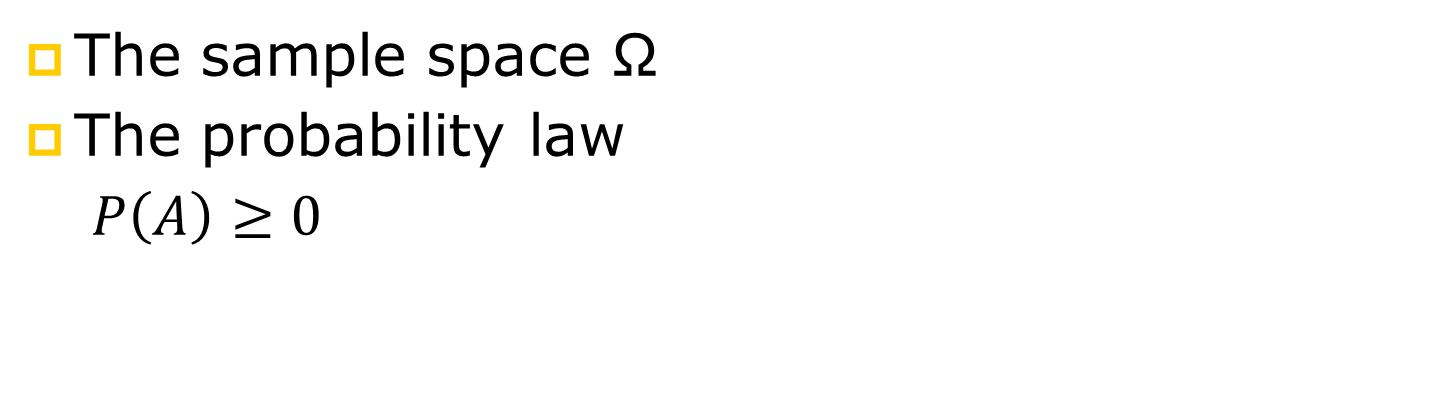 The sample space Ω
The probability law
P(A) ≥ 0